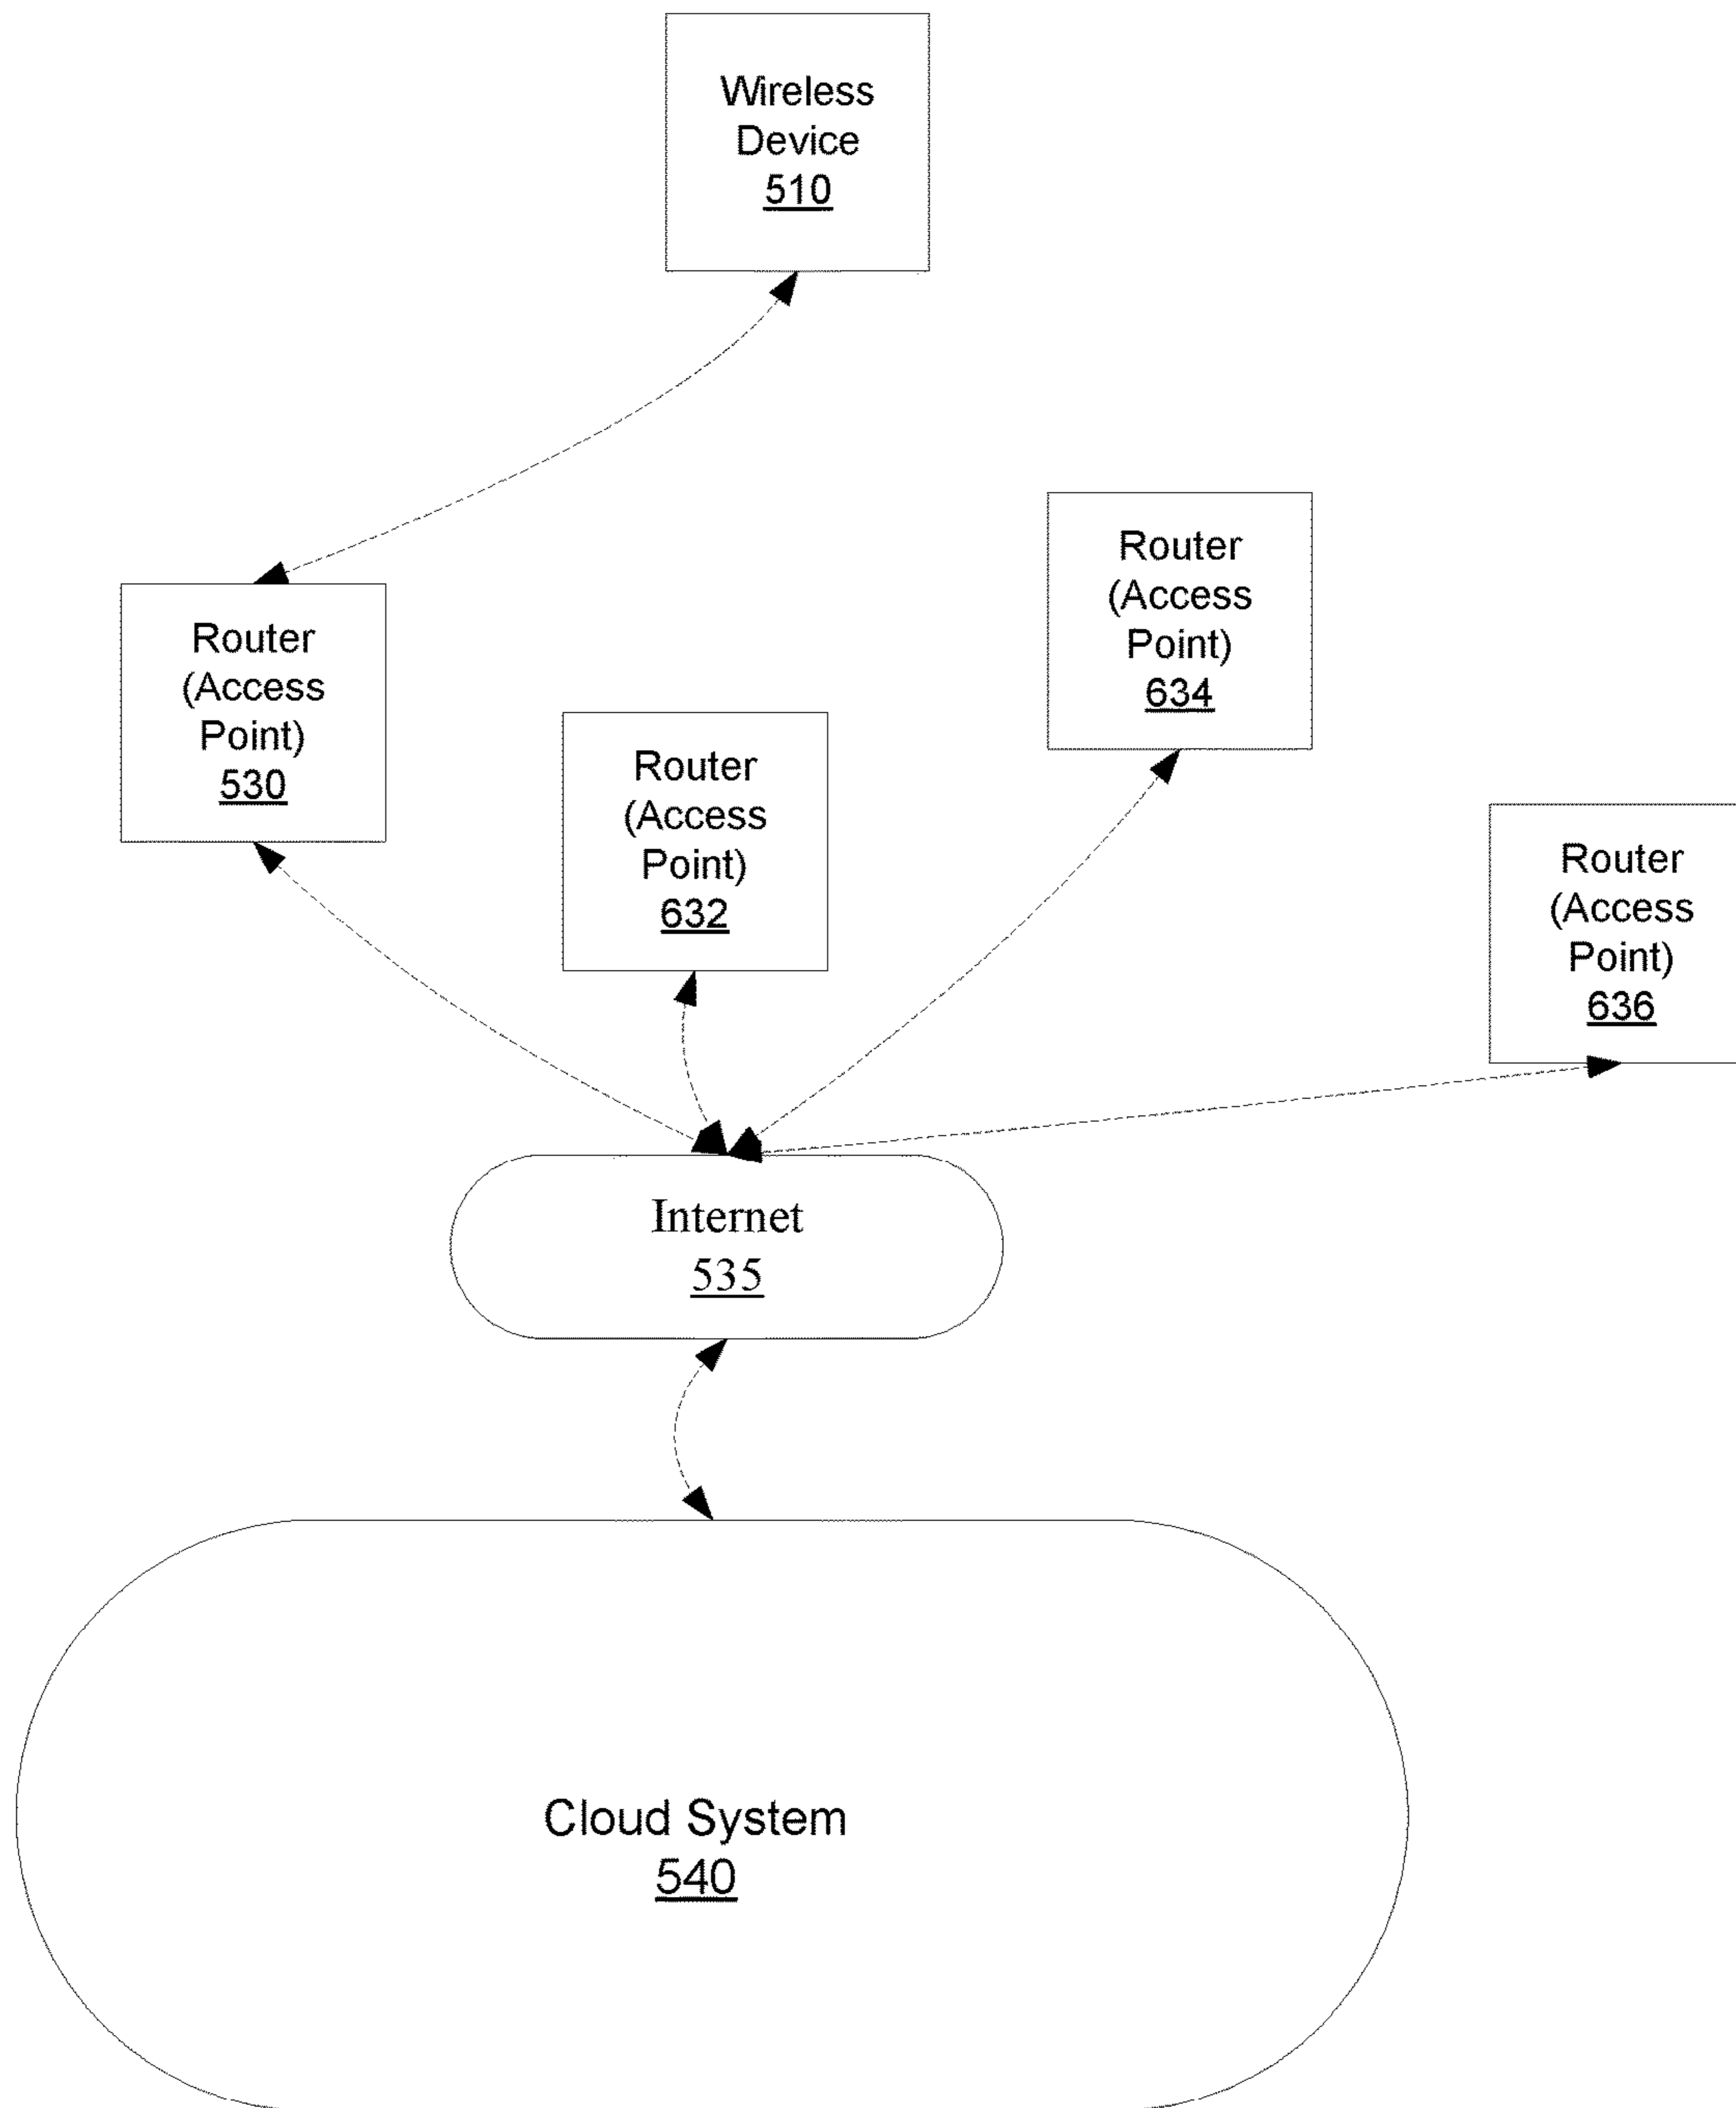 Wireless
Device
510
Router
(Access
Point)
530
Router
(Access
Point)
632
Router
(Access
Point)
634
Router
(Access
Point)
636
Internet
535
Cloud System
540